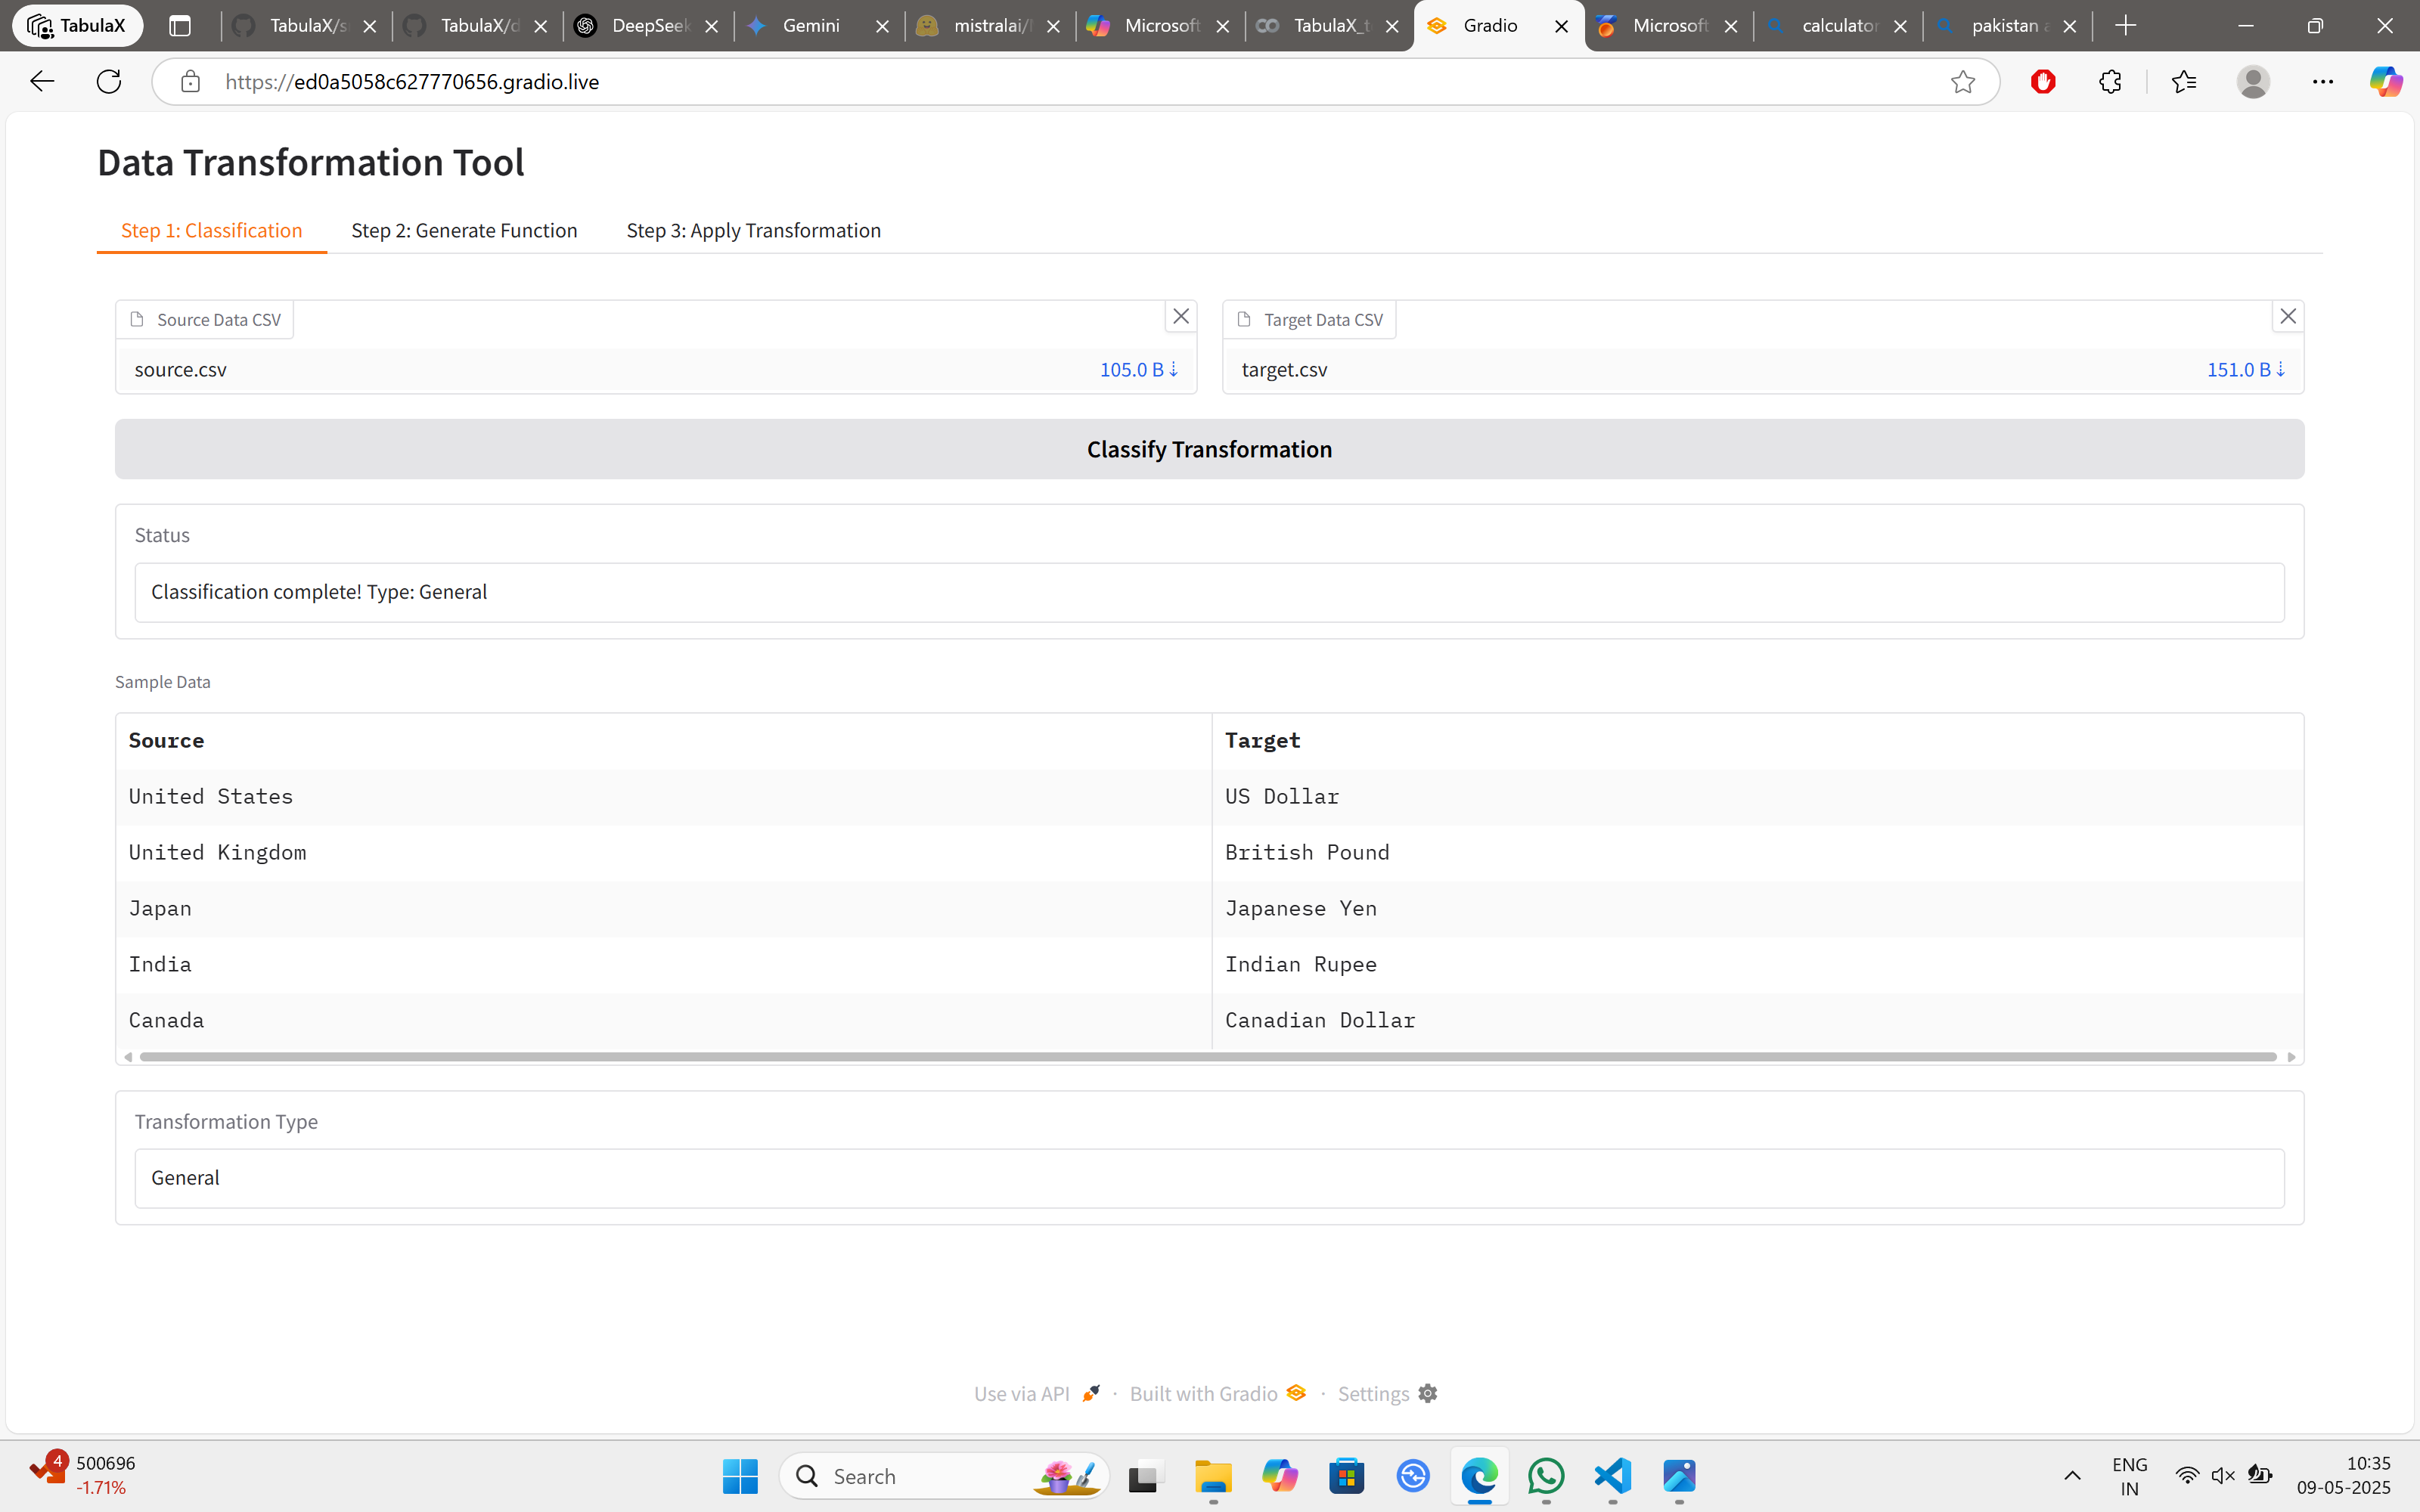 TabulaX
TabulaX/s
TabulaX/d
DeepSeek
Gemini
mistralai/
Microsoft
TabulaX_t
Gradio
Microsoft
calculator
pakistan a
https://ed0a5058c627770656.gradio.live
Data Transformation Tool
Step 1: Classification Step 2: Generate Function Step 3: Apply Transformation
Source Data CSV
source.csv 105.0 B ⇣
Target Data CSV
target.csv 151.0 B ⇣
Classify Transformation
Status
Classification complete! Type: General
Sample Data
Source Target
United States US Dollar
United Kingdom British Pound
Japan Japanese Yen
India Indian Rupee
Canada Canadian Dollar
Transformation Type
General
Use via API · Built with Gradio · Settings
4
500696
-1.71%
Search
ENG
IN
10:35
09-05-2025